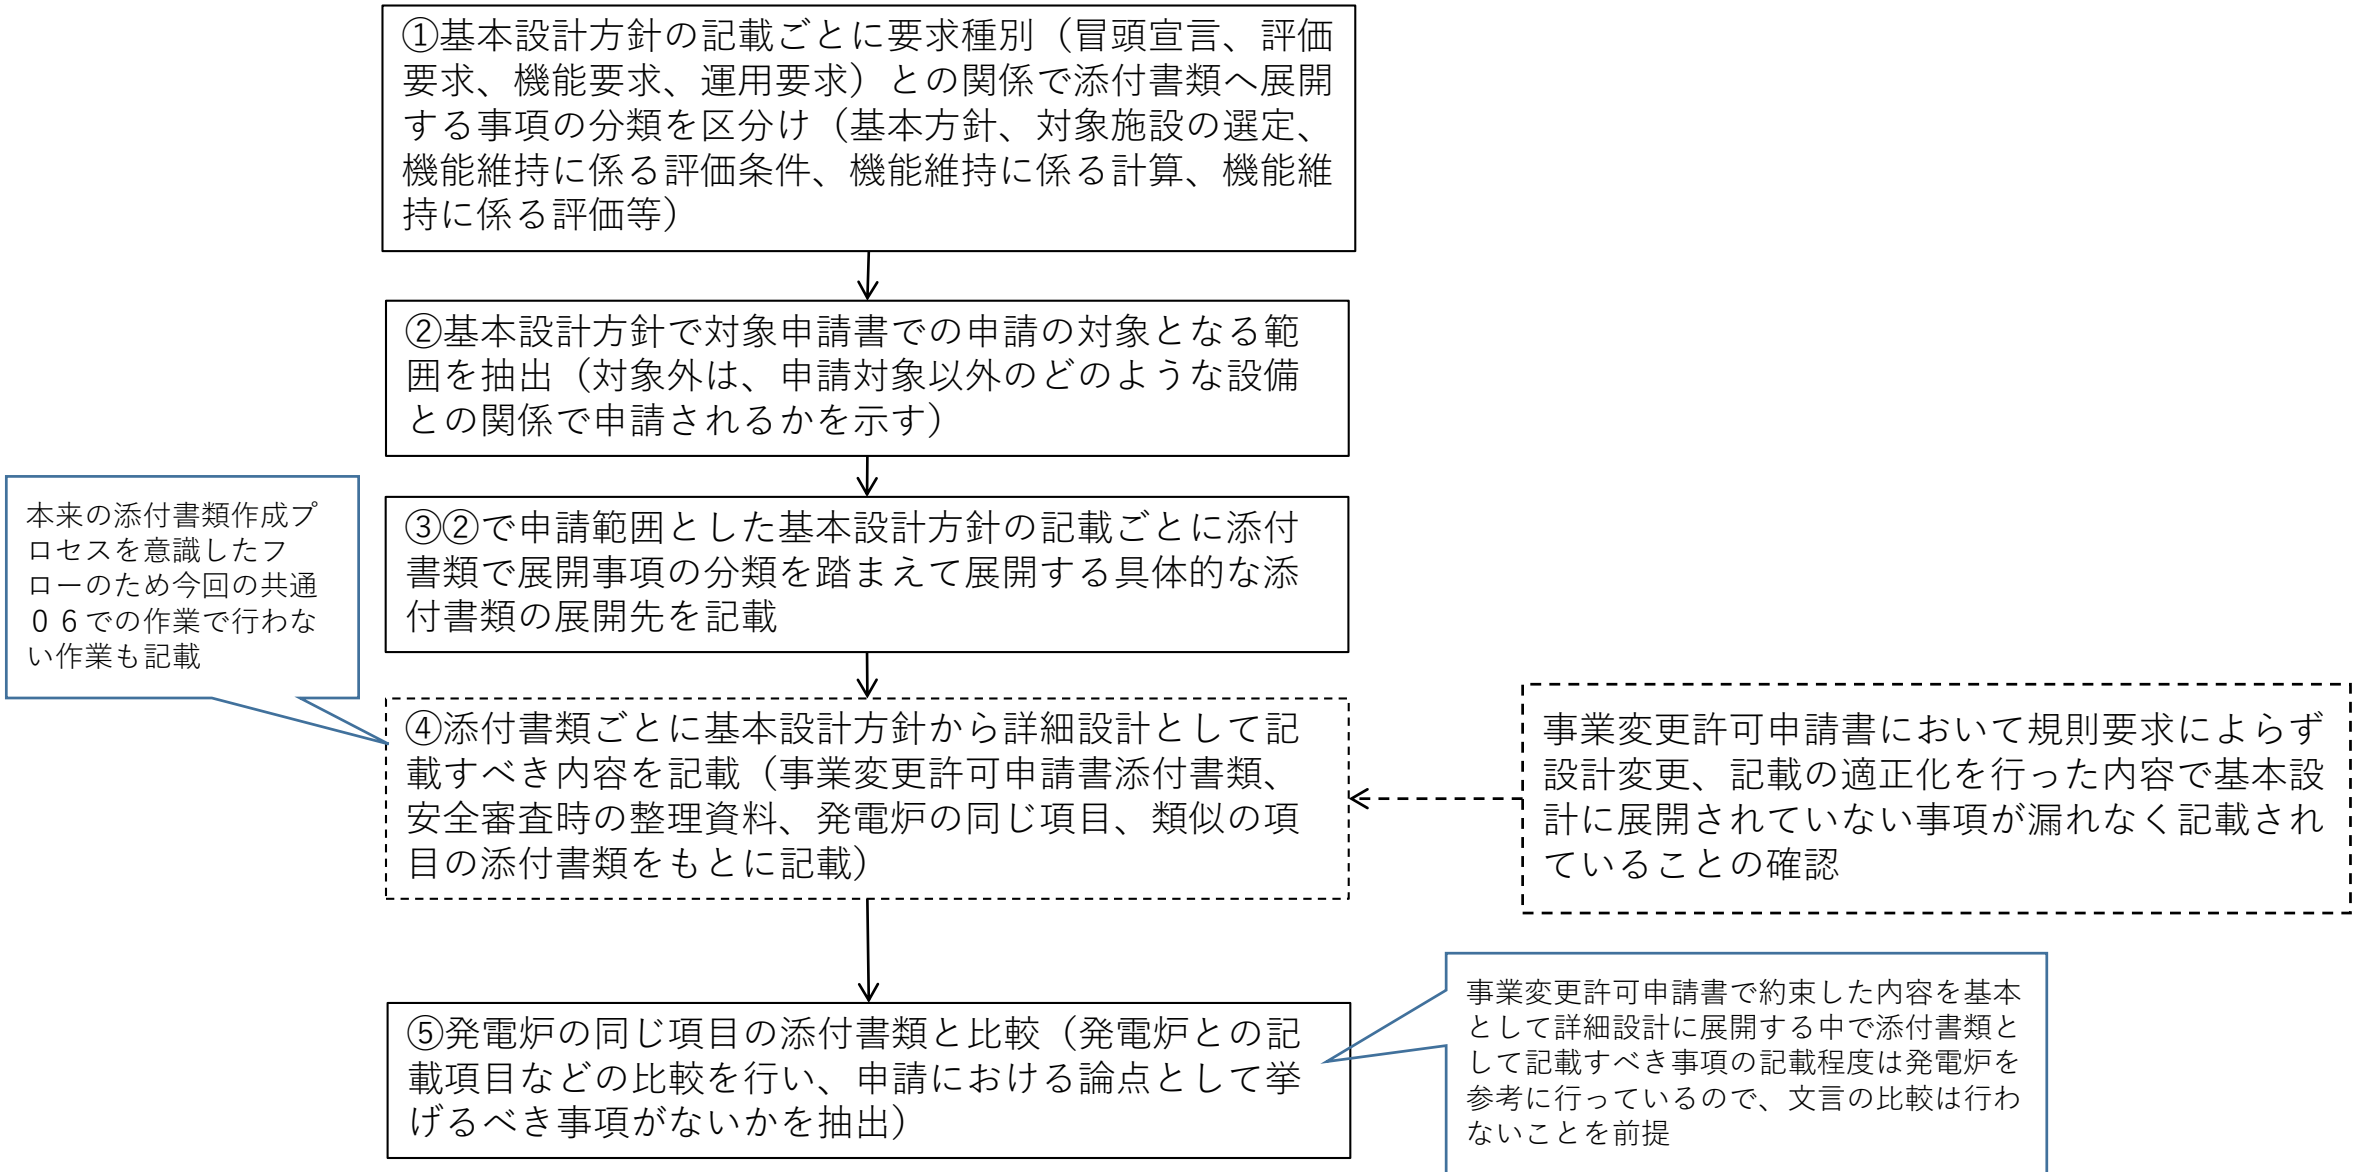 ①基本設計方針の記載ごとに要求種別（冒頭宣言、評価
要求、機能要求、運用要求）との関係で添付書類へ展開
する事項の分類を区分け（基本方針、対象施設の選定、
機能維持に係る評価条件、機能維持に係る計算、機能維
持に係る評価等）
②基本設計方針で対象申請書での申請の対象となる範
囲を抽出（対象外は、申請対象以外のどのような設備
との関係で申請されるかを示す）
③②で申請範囲とした基本設計方針の記載ごとに添付
書類で展開事項の分類を踏まえて展開する具体的な添
付書類の展開先を記載
本来の添付書類作成プ
ロセスを意識したフ
ローのため今回の共通
０６での作業で行わな
い作業も記載
④添付書類ごとに基本設計方針から詳細設計として記
載すべき内容を記載（事業変更許可申請書添付書類、
安全審査時の整理資料、発電炉の同じ項目、類似の項
目の添付書類をもとに記載）
事業変更許可申請書において規則要求によらず
設計変更、記載の適正化を行った内容で基本設
計に展開されていない事項が漏れなく記載され
ていることの確認
⑤発電炉の同じ項目の添付書類と比較（発電炉との記
載項目などの比較を行い、申請における論点として挙
げるべき事項がないかを抽出）
事業変更許可申請書で約束した内容を基本
として詳細設計に展開する中で添付書類と
して記載すべき事項の記載程度は発電炉を
参考に行っているので、文言の比較は行わ
ないことを前提